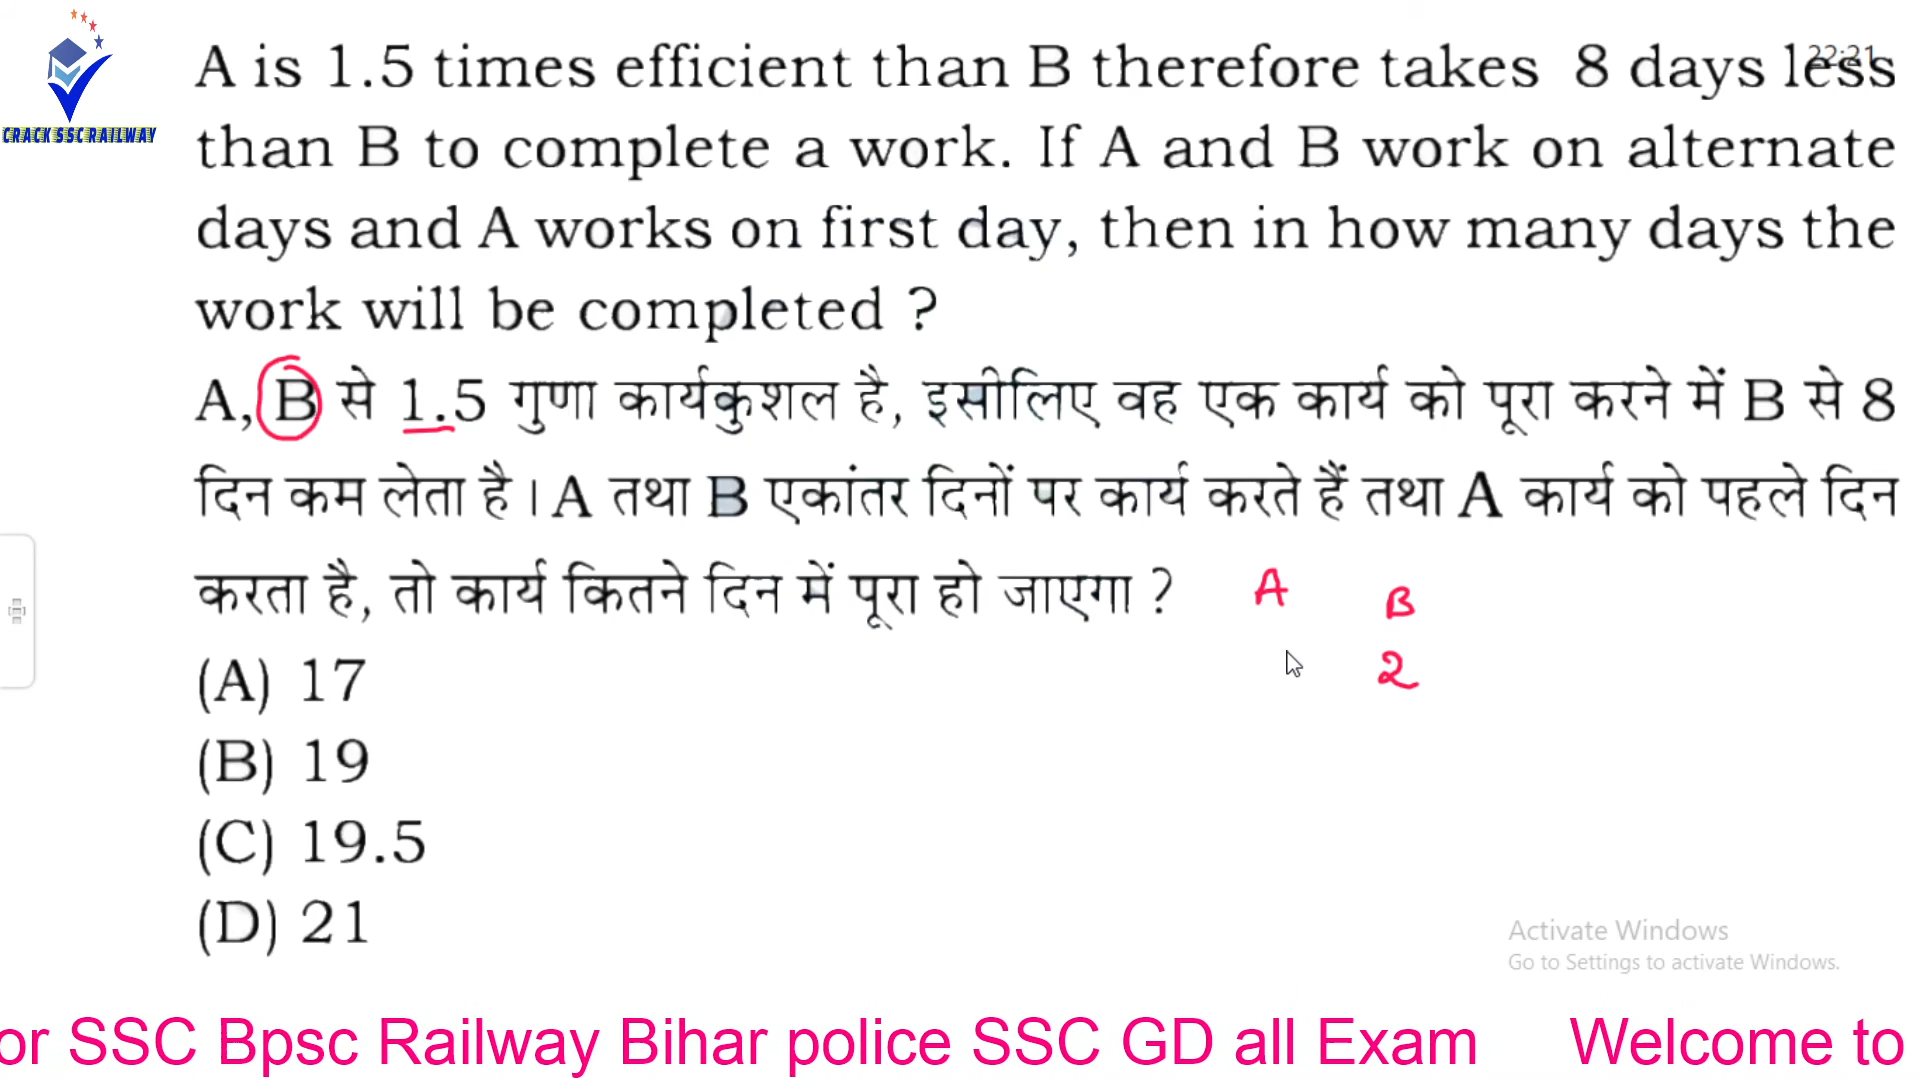 22:21
A is 1.5 times efficient than B therefore takes 8 days less
than B to complete a work. If A and B work on alternate
days and A works on first day, then in how many days the
work will be completed ?
CRACK SSC RAILWAY
A, B से 1.5 गुणा कार्यकुशल है, इसीलिए वह एक कार्य को पूरा करने में B से 8
दिन कम लेता है। A तथा B एकांतर दिनों पर कार्य करते हैं तथा A कार्य को पहले दिन
करता है, तो कार्य कितने दिन में पूरा हो जाएगा ?
A B
2
(A) 17
(B) 19
(C) 19.5
(D) 21
Activate Windows
Go to Settings to activate Windows.
or SSC Bpsc Railway Bihar police SSC GD all Exam Welcome to